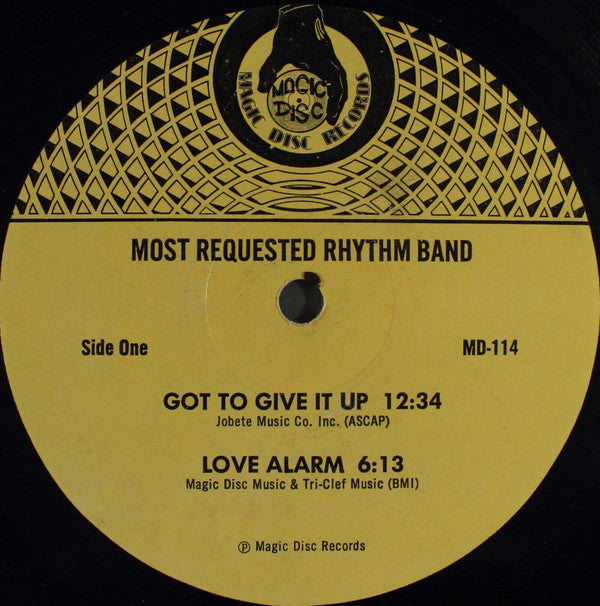 MAGIC
DISC
MAGIC DISC RECORDS
MOST REQUESTED RHYTHM BAND
Side One
MD-114
GOT TO GIVE IT UP 12:34
Jobete Music Co. Inc. (ASCAP)
LOVE ALARM 6:13
Magic Disc Music & Tri-Clef Music (BMI)
℗ Magic Disc Records